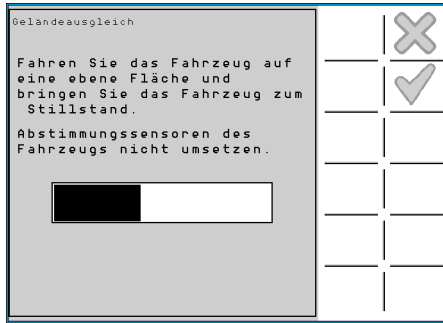 Geländeausgleich
Fahren Sie das Fahrzeug auf
eine ebene Fläche und
bringen Sie das Fahrzeug zum
Stillstand.
Abstimmungssensoren des
Fahrzeugs nicht umsetzen.